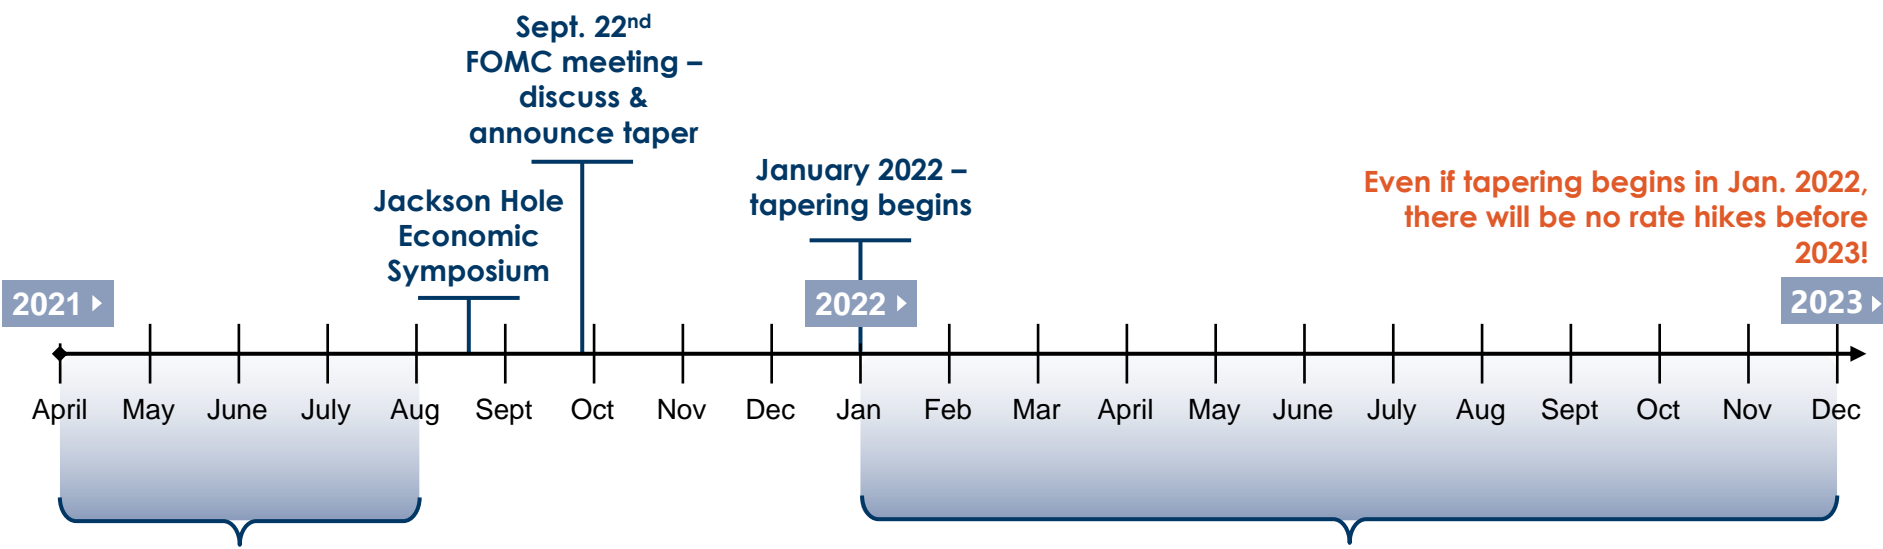 Sept. 22nd
FOMC meeting –
discuss &
announce taper
Jackson Hole
Economic
Symposium
January 2022 –
tapering begins
Even if tapering begins in Jan. 2022,
there will be no rate hikes before
2023!
2021
2022
2023
April May June July Aug Sept Oct Nov Dec Jan Feb Mar April May June July Aug Sept Oct Nov Dec